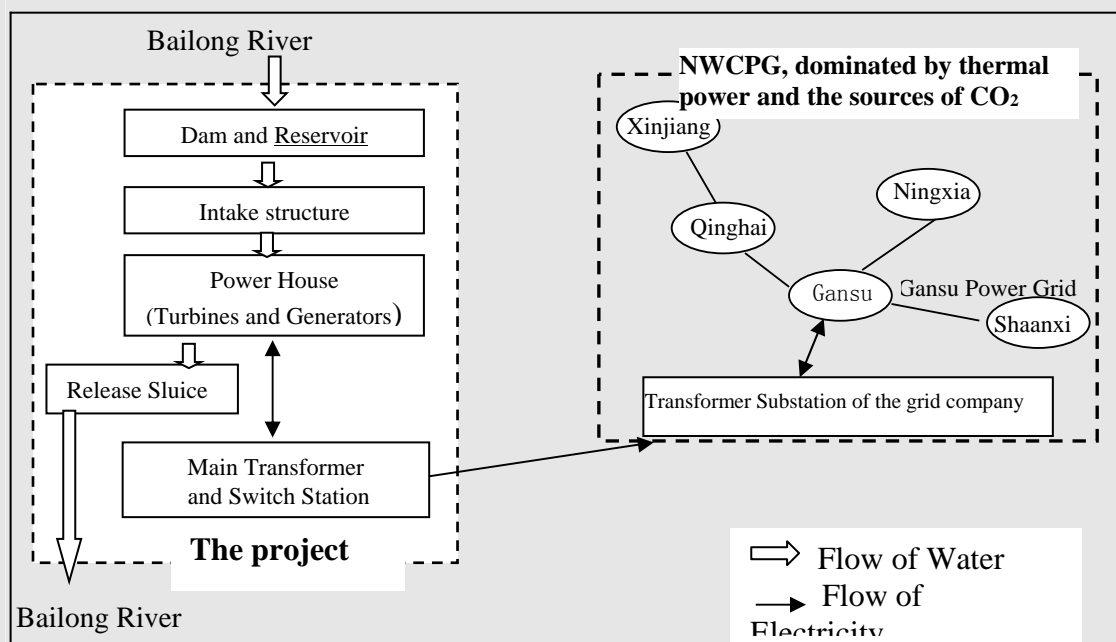 Bailong River
Dam and Reservoir
Intake structure
Power House
(Turbines and Generators)
Release Sluice
Main Transformer
and Switch Station
The project
Bailong River
NWCPG, dominated by thermal
power and the sources of CO₂
Xinjiang
Ningxia
Qinghai
Gansu
Gansu Power Grid
Shaanxi
Transformer Substation of the grid company
Flow of Water
Flow of
Electricity